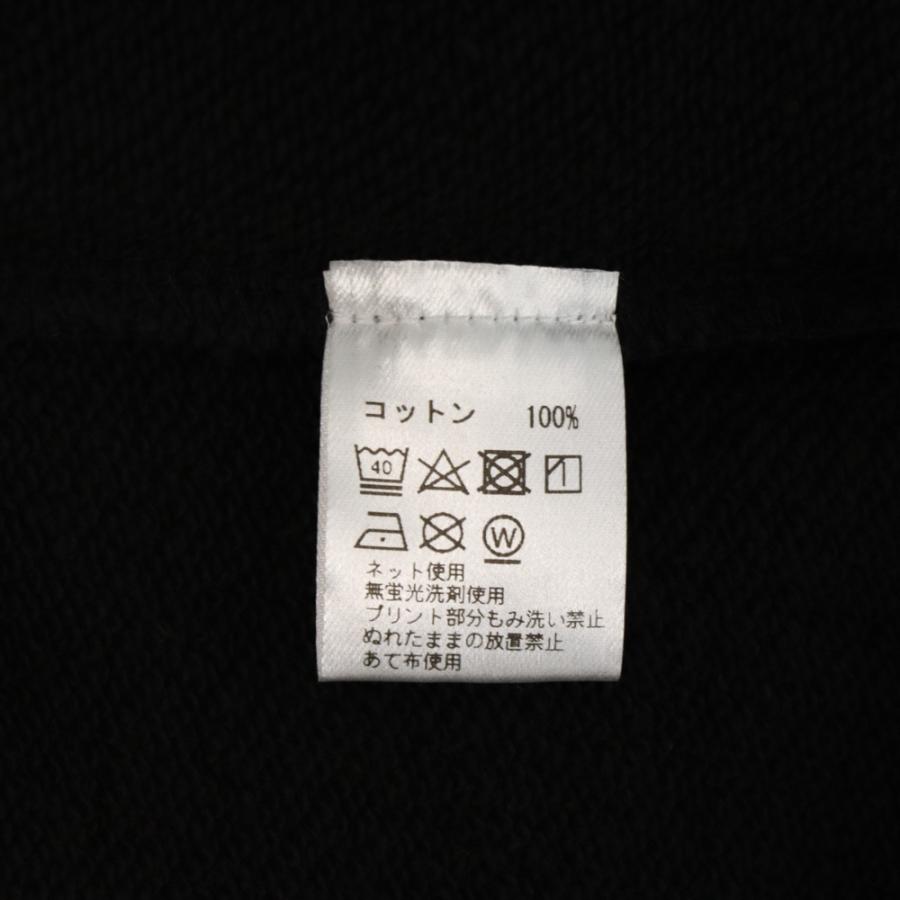 コットン 100%
40
W
ネット使用
無蛍光洗剤使用
プリント部分もみ洗い禁止
ぬれたままの放置禁止
あて布使用